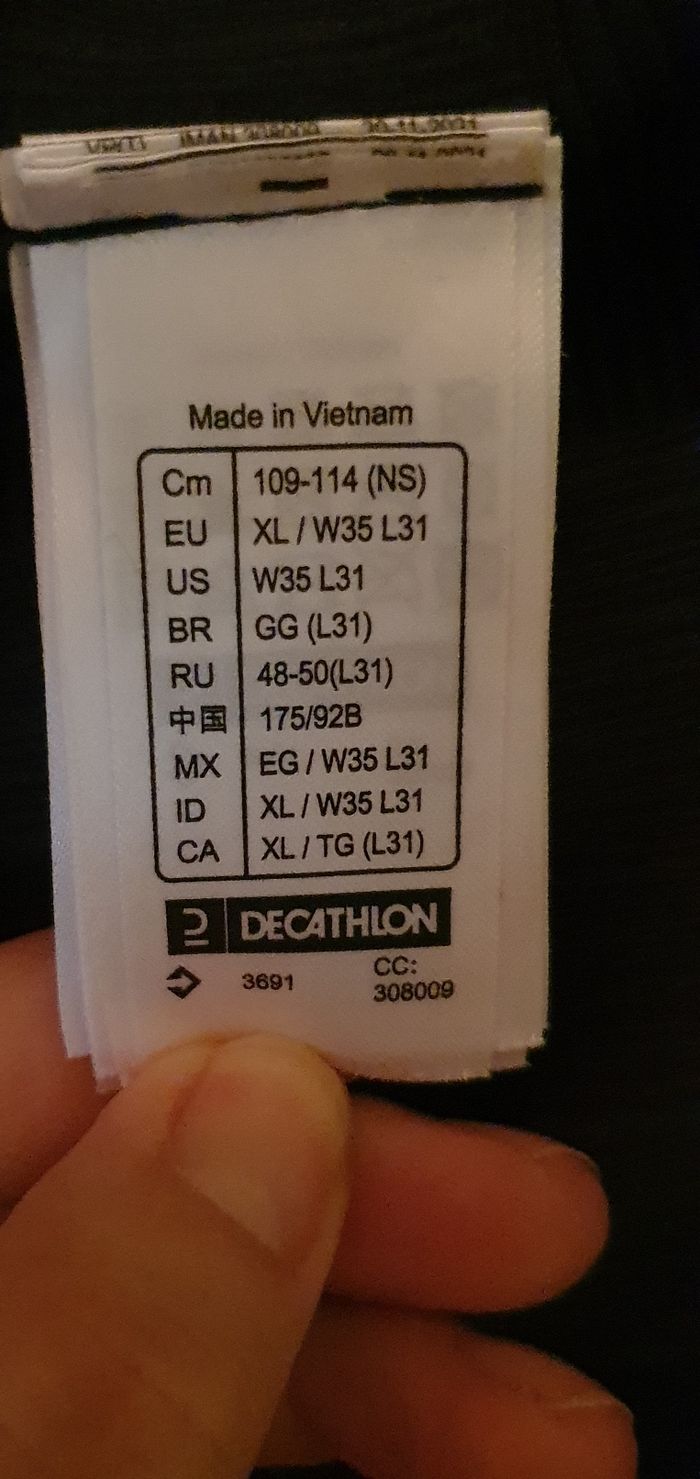 Made in Vietnam
Cm 109-114 (NS)
EU XL / W35 L31
US W35 L31
BR GG (L31)
RU 48-50(L31)
中国 175/92B
MX EG / W35 L31
ID XL / W35 L31
CA XL / TG (L31)
DECATHLON
3691 CC:
308009